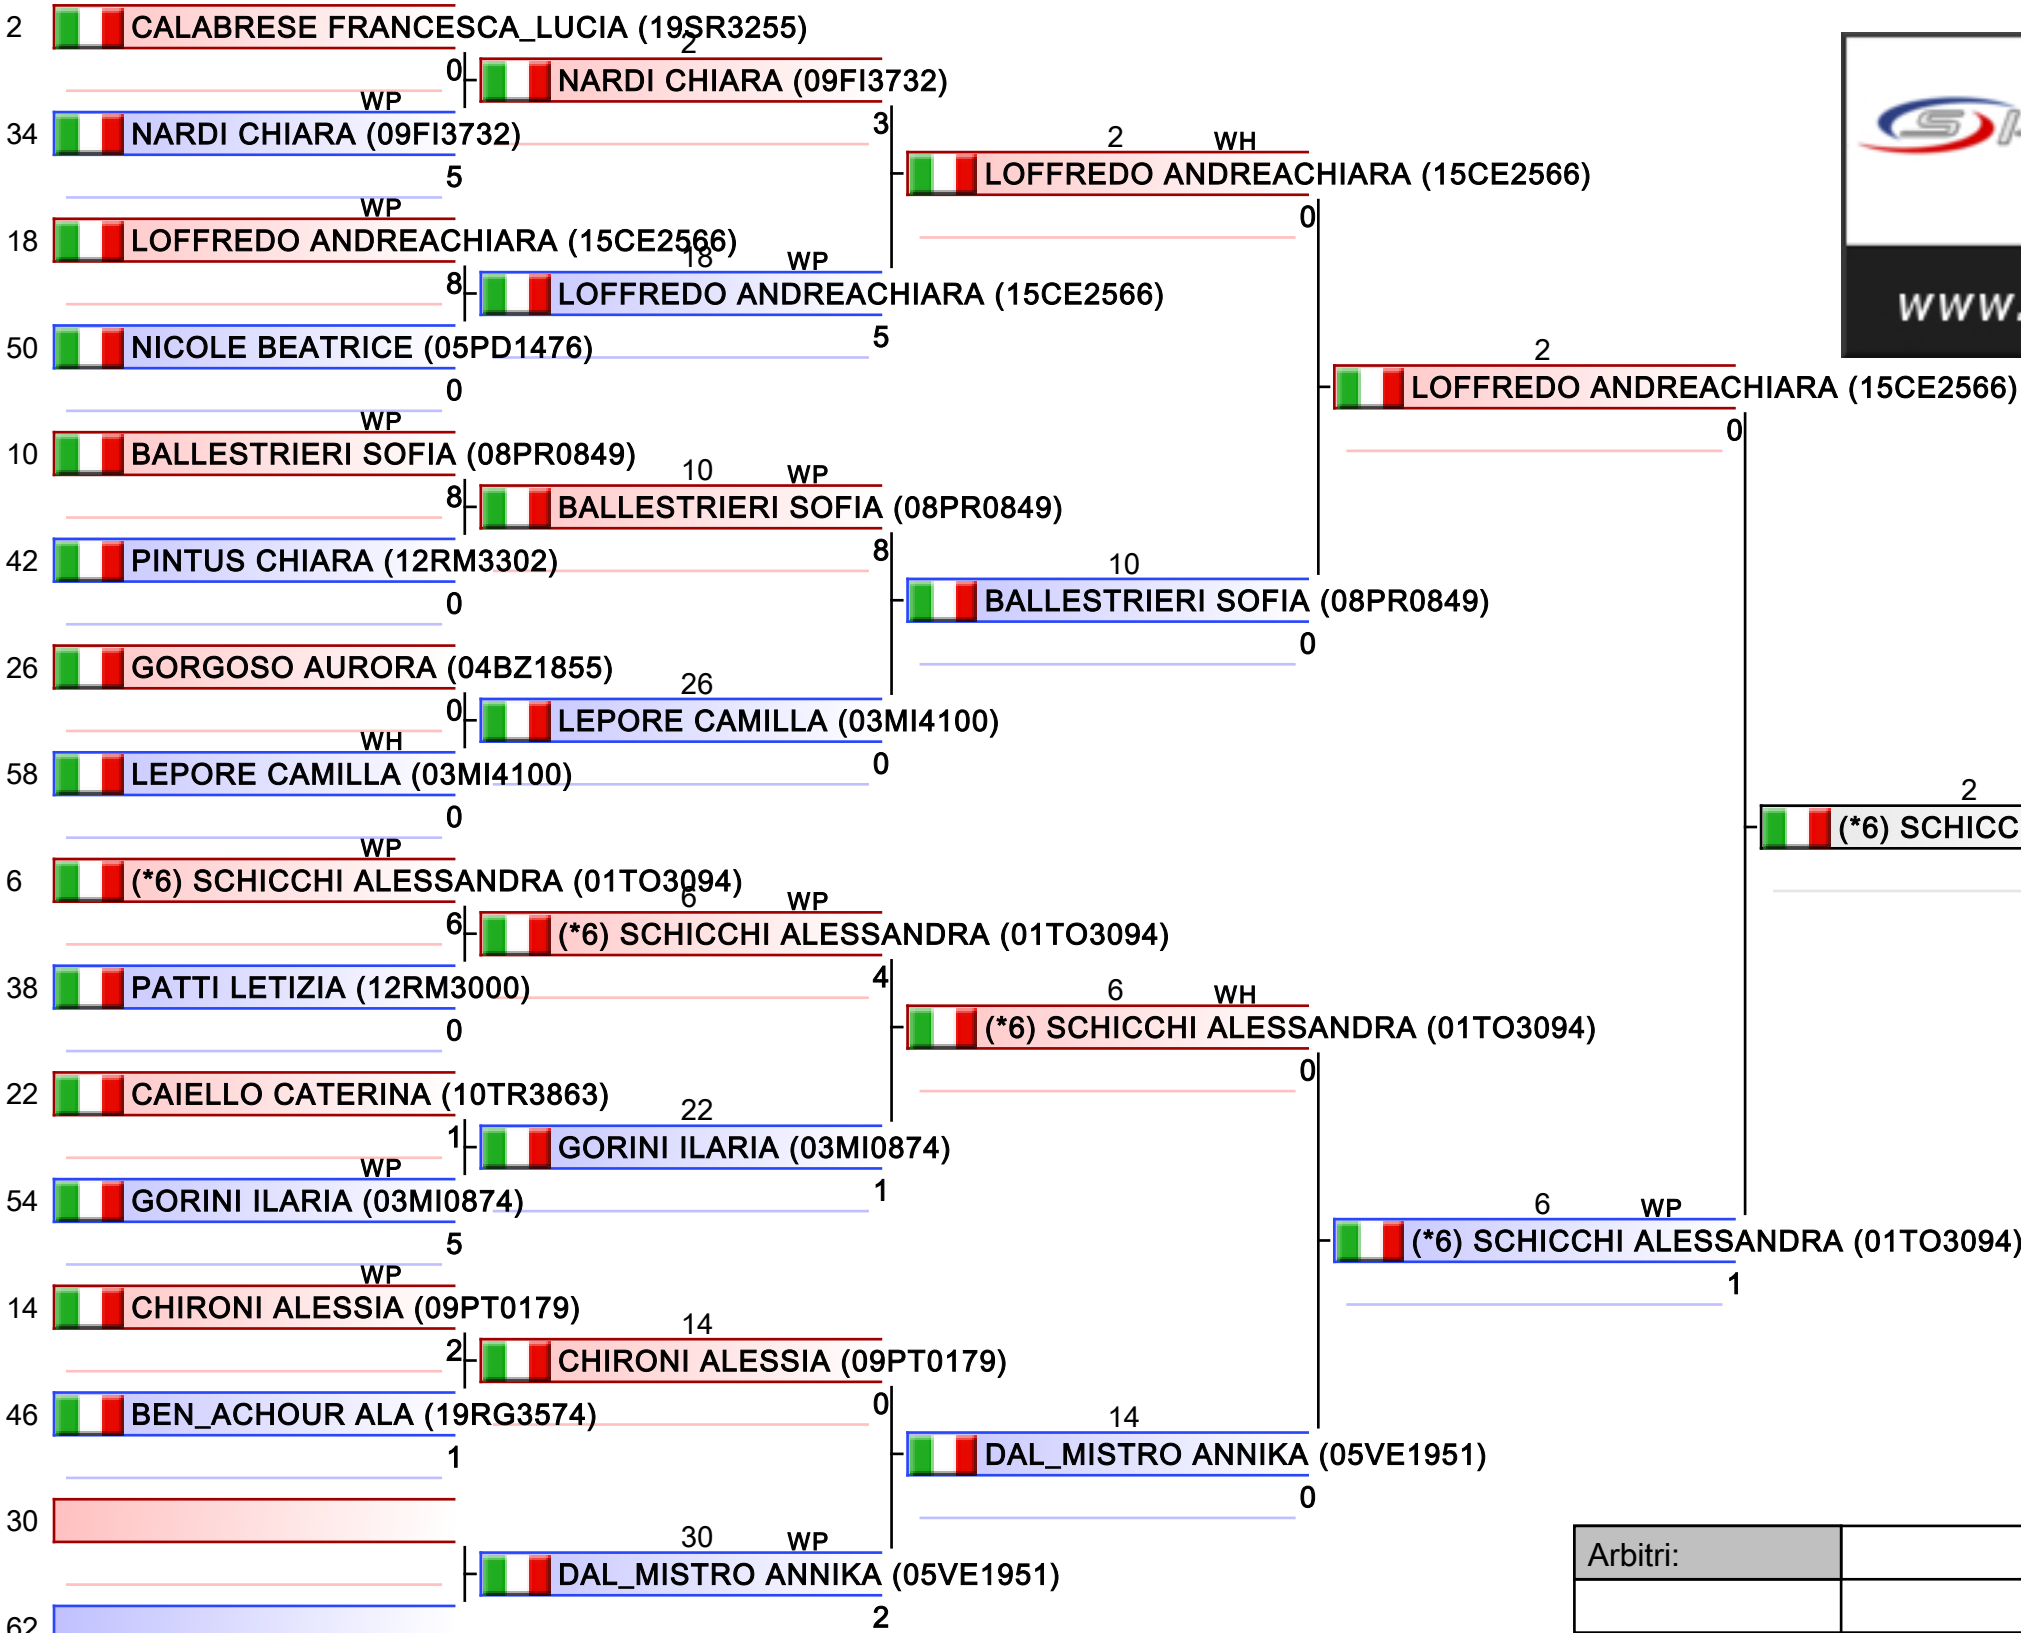 2 CALABRESE FRANCESCA_LUCIA (19SR3255)
2
0 NARDI CHIARA (09FI3732)
WP
34 NARDI CHIARA (09FI3732)
3
2 WH
5
LOFFREDO ANDREACHIARA (15CE2566)
WP
0
18 LOFFREDO ANDREACHIARA (15CE2566)
18 WP
8 LOFFREDO ANDREACHIARA (15CE2566)
www.
5
50 NICOLE BEATRICE (05PD1476)
2
0
LOFFREDO ANDREACHIARA (15CE2566)
WP
0
10 BALLESTRIERI SOFIA (08PR0849)
10 WP
8 BALLESTRIERI SOFIA (08PR0849)
8
42 PINTUS CHIARA (12RM3302)
10
0
BALLESTRIERI SOFIA (08PR0849)
0
26 GORGOSO AURORA (04BZ1855)
26
0 LEPORE CAMILLA (03MI4100)
WH
0
58 LEPORE CAMILLA (03MI4100)
2
0
(*6) SCHICC
WP
6 (*6) SCHICCHI ALESSANDRA (01TO3094)
6 WP
6 (*6) SCHICCHI ALESSANDRA (01TO3094)
4
38 PATTI LETIZIA (12RM3000)
6 WH
0
(*6) SCHICCHI ALESSANDRA (01TO3094)
0
22 CAIELLO CATERINA (10TR3863)
22
1 GORINI ILARIA (03MI0874)
WP
1
54 GORINI ILARIA (03MI0874)
6 WP
5
(*6) SCHICCHI ALESSANDRA (01TO3094)
WP
1
14 CHIRONI ALESSIA (09PT0179)
14
2 CHIRONI ALESSIA (09PT0179)
0
46 BEN_ACHOUR ALA (19RG3574)
14
1
DAL_MISTRO ANNIKA (05VE1951)
0
30
30 WP
DAL_MISTRO ANNIKA (05VE1951)
Arbitri:
2
62